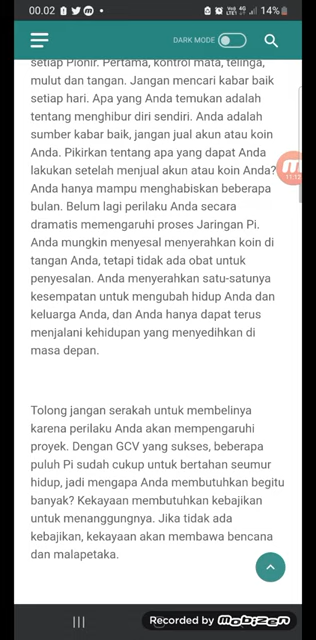 00.02
14%
DARK MODE
setiap Pionir. Pertama, kontrol mata, telinga,
mulut dan tangan. Jangan mencari kabar baik
setiap hari. Apa yang Anda temukan adalah
tentang menghibur diri sendiri. Anda adalah
sumber kabar baik, jangan jual akun atau koin
Anda. Pikirkan tentang apa yang dapat Anda
lakukan setelah menjual akun atau koin Anda?
Anda hanya mampu menghabiskan beberapa
bulan. Belum lagi perilaku Anda secara
dramatis memengaruhi proses Jaringan Pi.
Anda mungkin menyesal menyerahkan koin di
tangan Anda, tetapi tidak ada obat untuk
penyesalan. Anda menyerahkan satu-satunya
kesempatan untuk mengubah hidup Anda dan
keluarga Anda, dan Anda hanya dapat terus
menjalani kehidupan yang menyedihkan di
masa depan.
Tolong jangan serakah untuk membelinya
karena perilaku Anda akan mempengaruhi
proyek. Dengan GCV yang sukses, beberapa
puluh Pi sudah cukup untuk bertahan seumur
hidup, jadi mengapa Anda membutuhkan begitu
banyak? Kekayaan membutuhkan kebajikan
untuk menanggungnya. Jika tidak ada
kebajikan, kekayaan akan membawa bencana
dan malapetaka.
Recorded by Mobizen